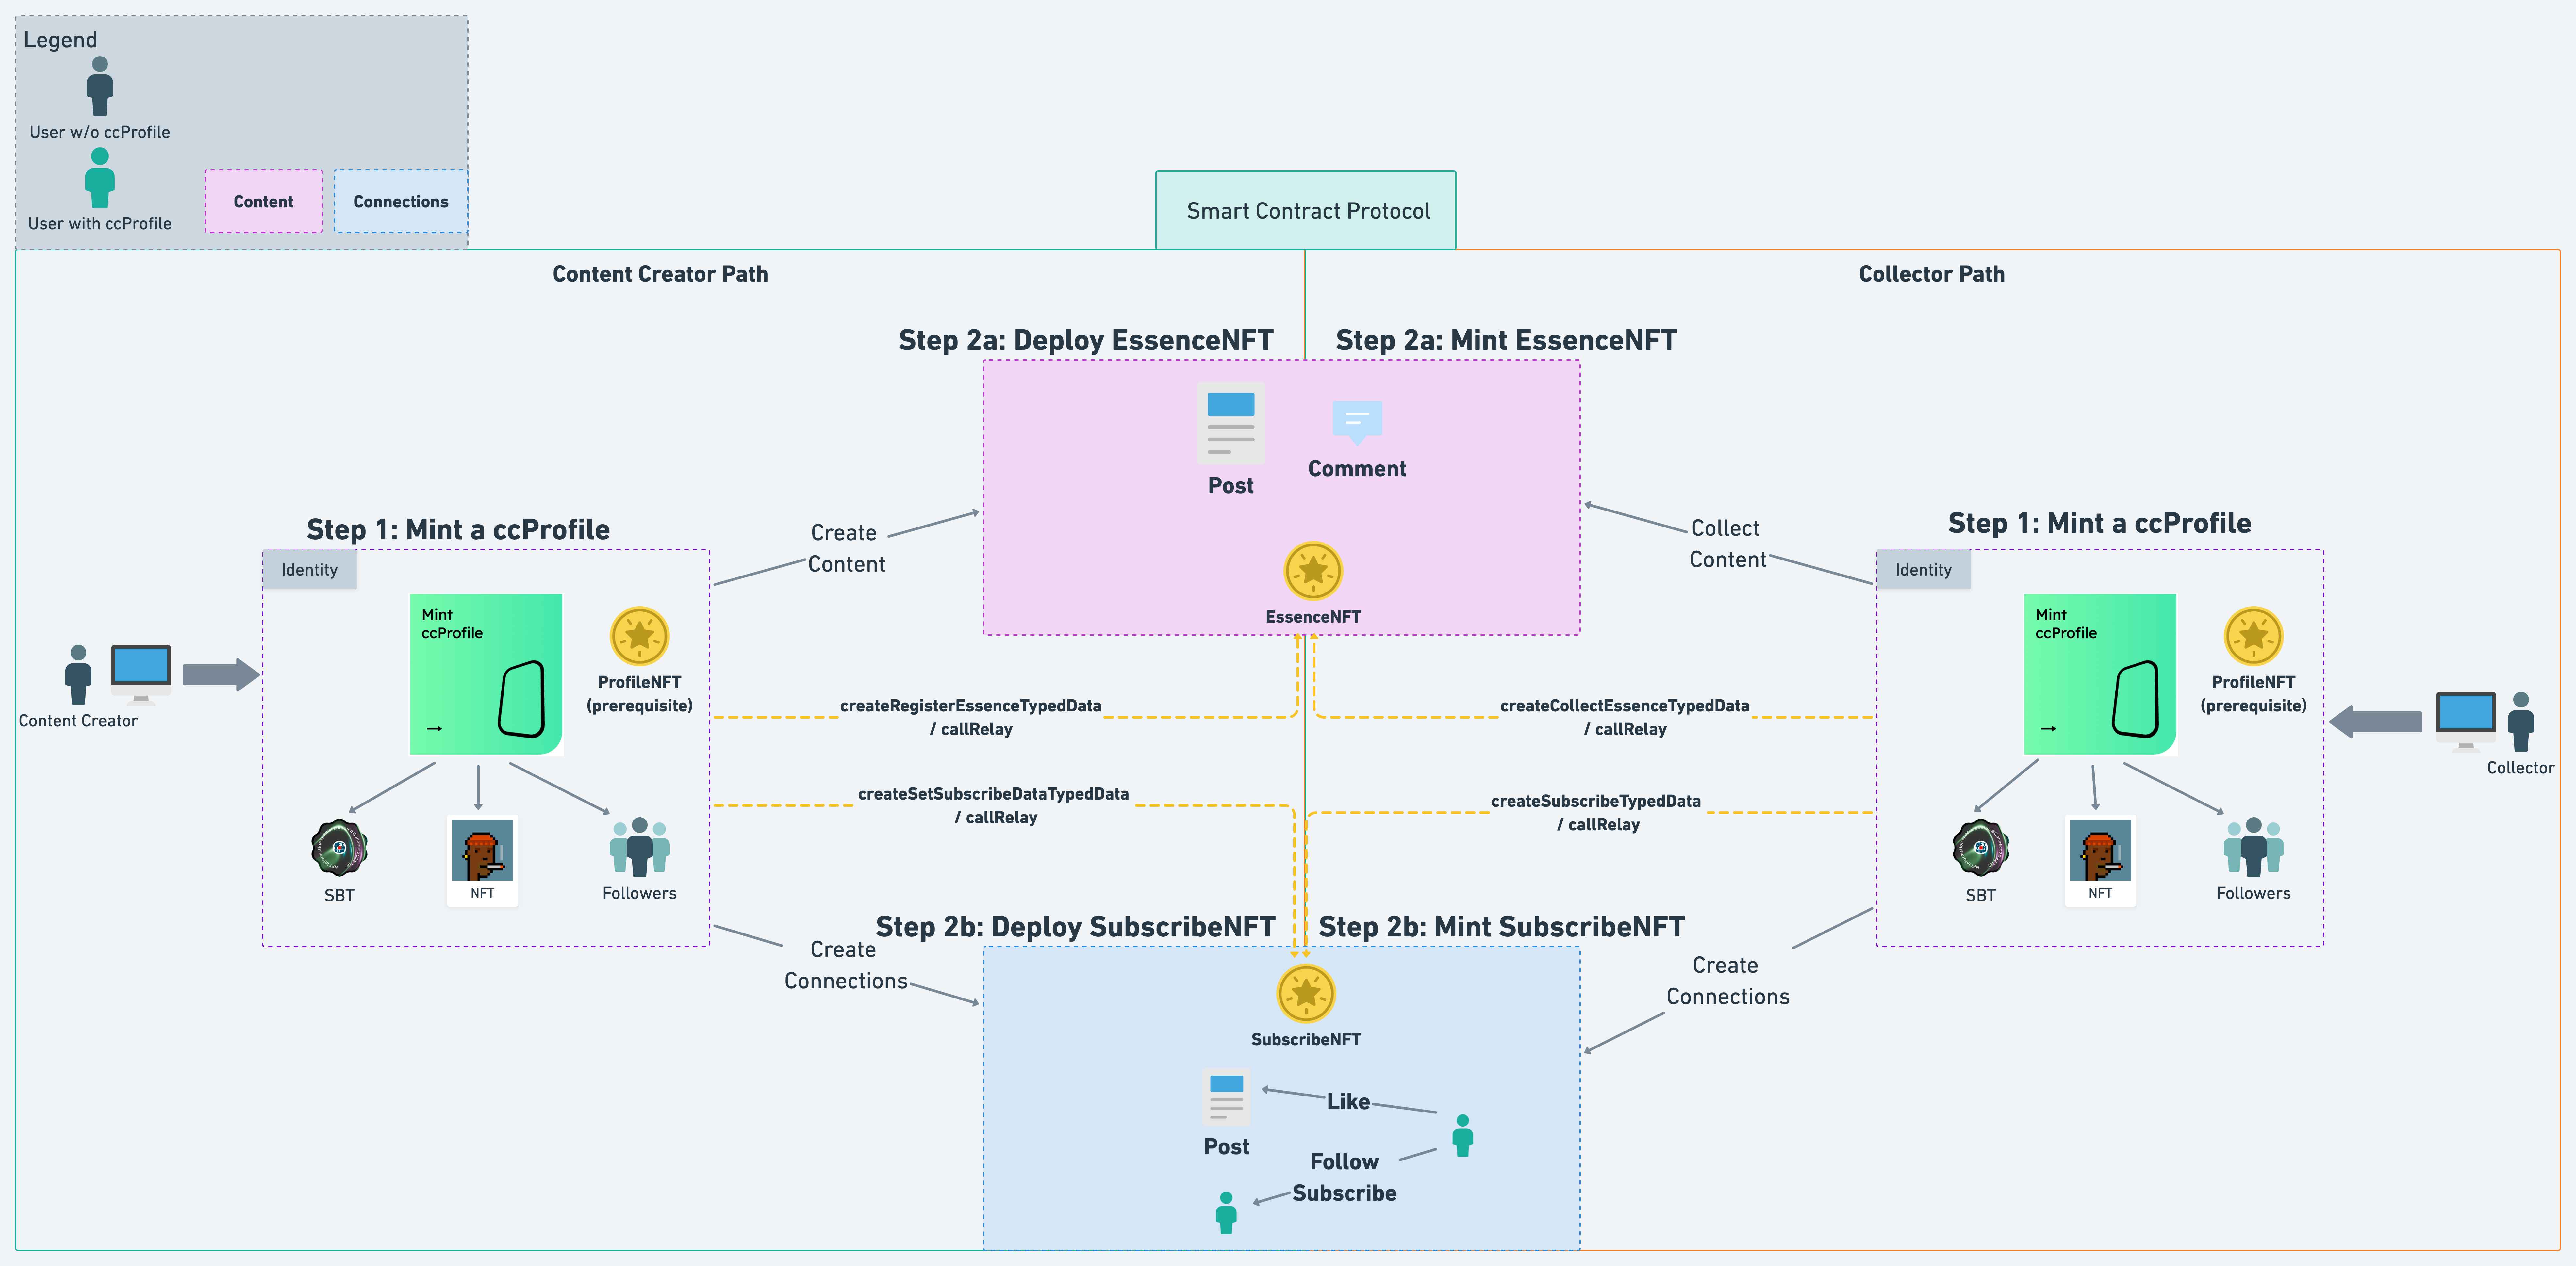 Legend
User w/o ccProfile
User with ccProfile
Content
Connections
Smart Contract Protocol
Content Creator Path
Collector Path
Step 2a: Deploy EssenceNFT
Step 2a: Mint EssenceNFT
Post
Comment
EssenceNFT
Step 1: Mint a ccProfile
Identity
Mint
ccProfile
ProfileNFT
(prerequisite)
Content Creator
SBT
NFT
Followers
Create
Content
createRegisterEssenceTypedData
/ callRelay
createSetSubscribeDataTypedData
/ callRelay
Create
Connections
Collect
Content
createCollectEssenceTypedData
/ callRelay
createSubscribeTypedData
/ callRelay
Create
Connections
Step 1: Mint a ccProfile
Identity
Mint
ccProfile
ProfileNFT
(prerequisite)
Collector
SBT
NFT
Followers
Step 2b: Deploy SubscribeNFT
Step 2b: Mint SubscribeNFT
SubscribeNFT
Like
Post
Follow
Subscribe